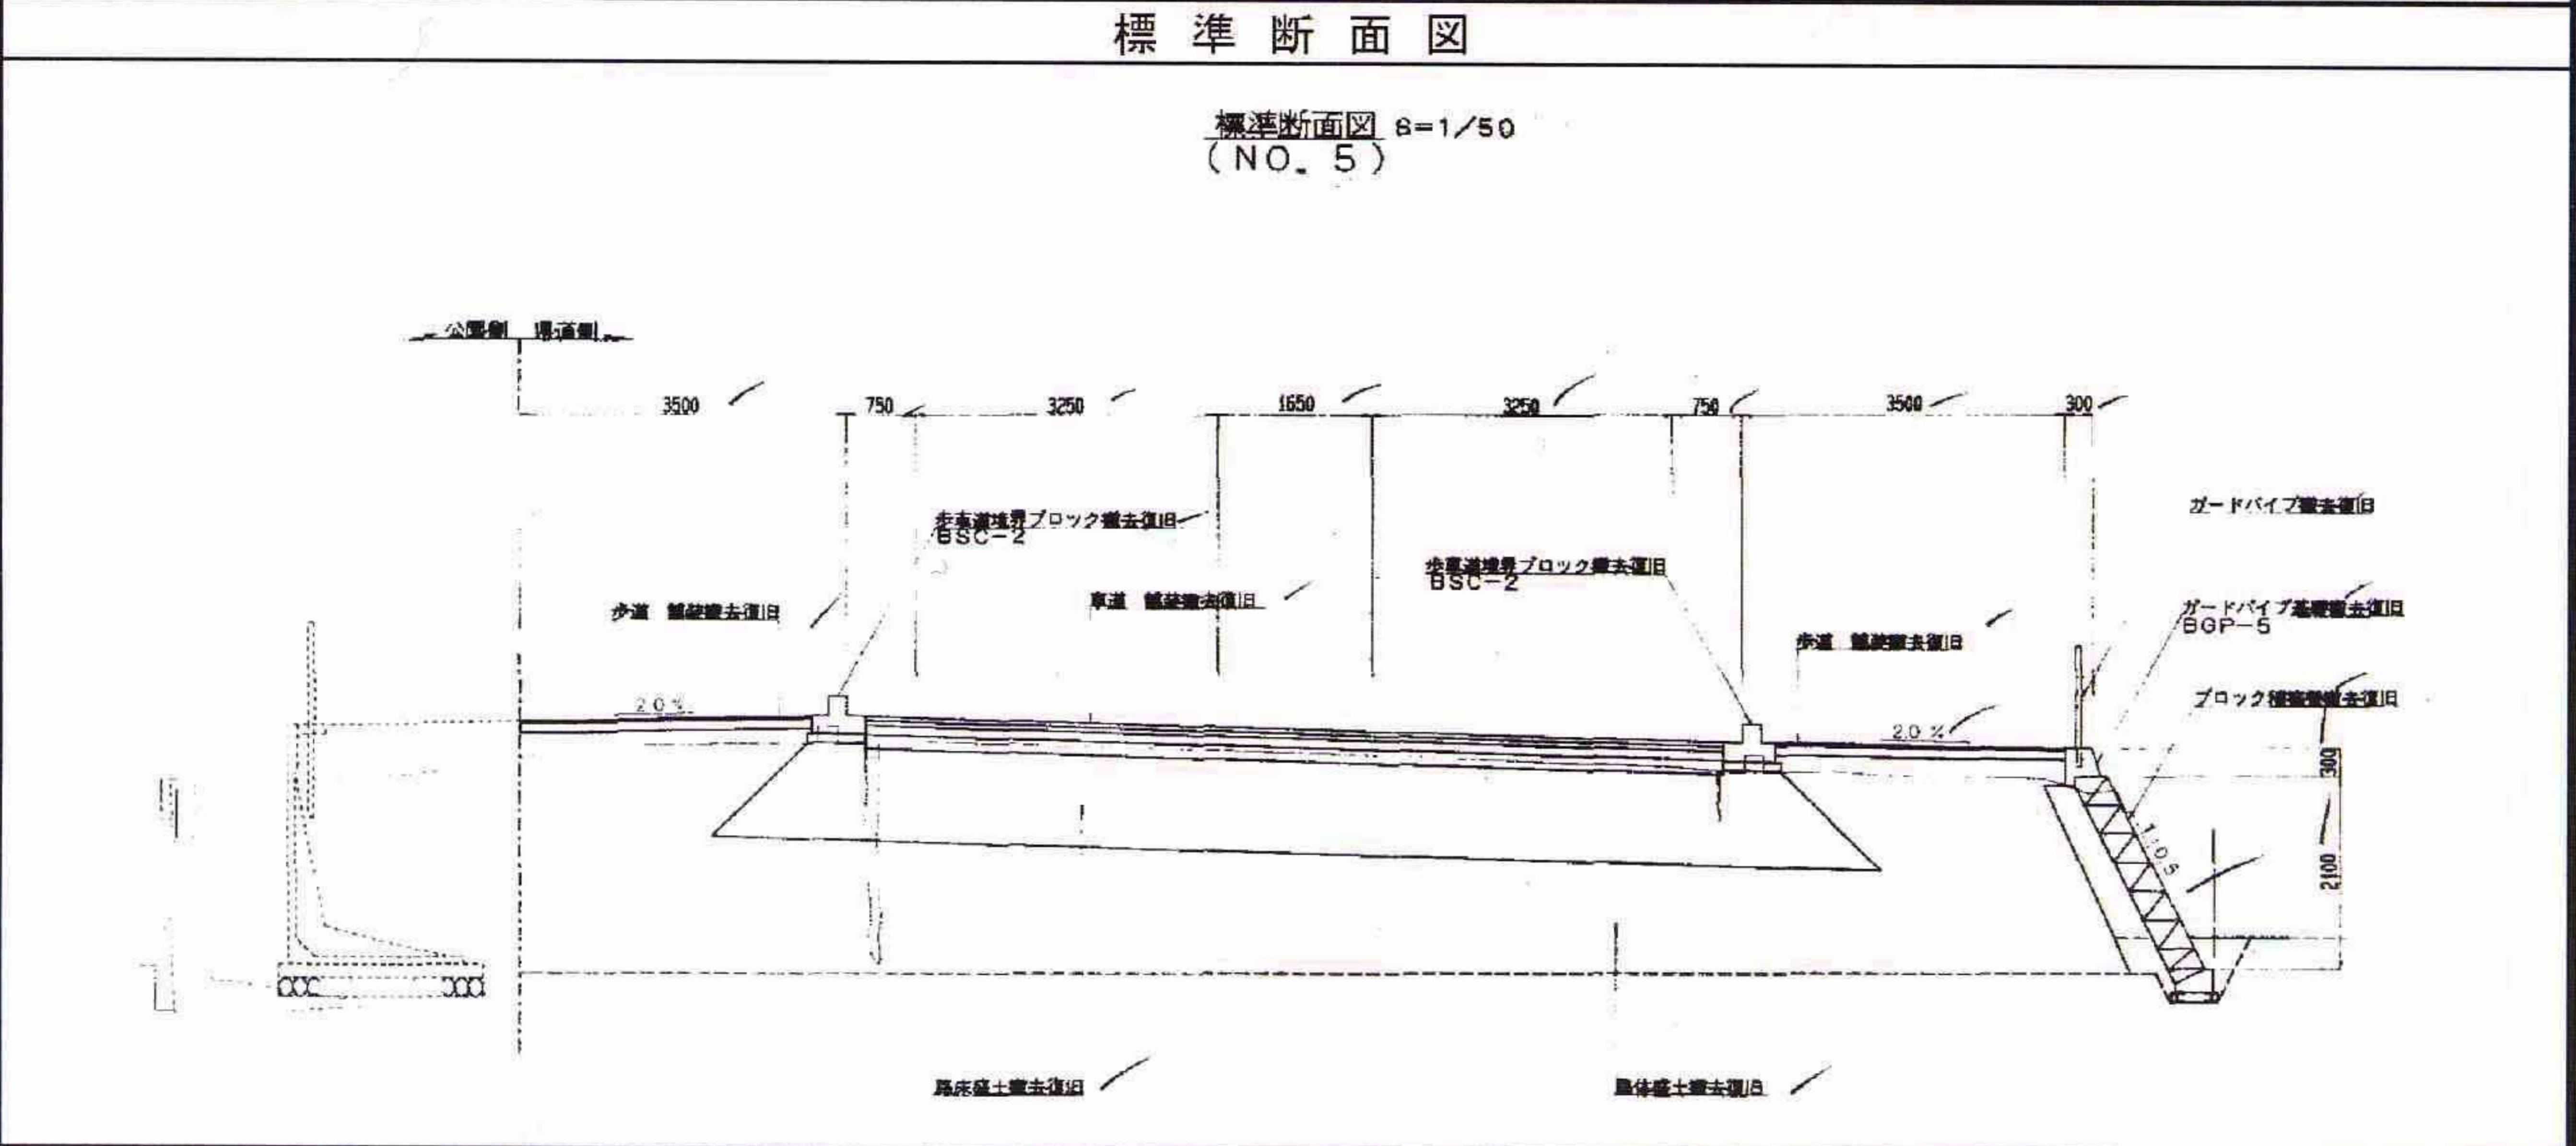 標準断面図
標準断面図 S=1/50
(NO. 5)
公園側 県道側
3500 750 3250 1650 3250 750 3500 300
ガードパイプ撤去復旧
歩車道境界ブロック撤去復旧
BSC-2
歩車道境界ブロック撤去復旧
BSC-2
車道 舗装撤去復旧
歩道 舗装撤去復旧
ガードパイプ基礎撤去復旧
BGP-5
歩道 舗装撤去復旧
ブロック積擁壁撤去復旧
2.0%
2.0%
300
1:0.5
2100
路床盛土撤去復旧
路体盛土撤去復旧